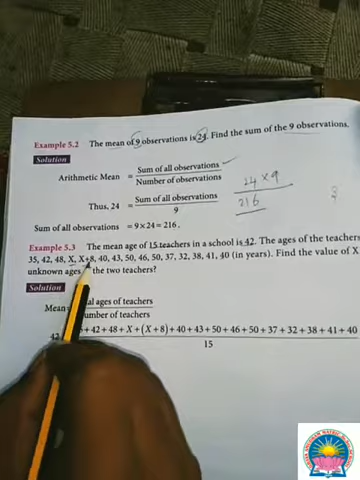 Example 5.2 The mean of 9 observations is 24. Find the sum of the 9 observations.
Solution
Arithmetic Mean = Sum of all observations / Number of observations
24 × 9
Thus, 24 = Sum of all observations / 9
216
Sum of all observations = 9×24 = 216.
Example 5.3 The mean age of 15 teachers in a school is 42. The ages of the teachers
35, 42, 48, X, X+8, 40, 43, 50, 46, 50, 37, 32, 38, 41, 40 (in years). Find the value of X
unknown ages the two teachers?
Solution
Mean= ages of teachers / of teachers
+ 42 + 48 + X + (X + 8) + 40 + 43 + 50 + 46 + 50 + 37 + 32 + 38 + 41 + 40 / 15